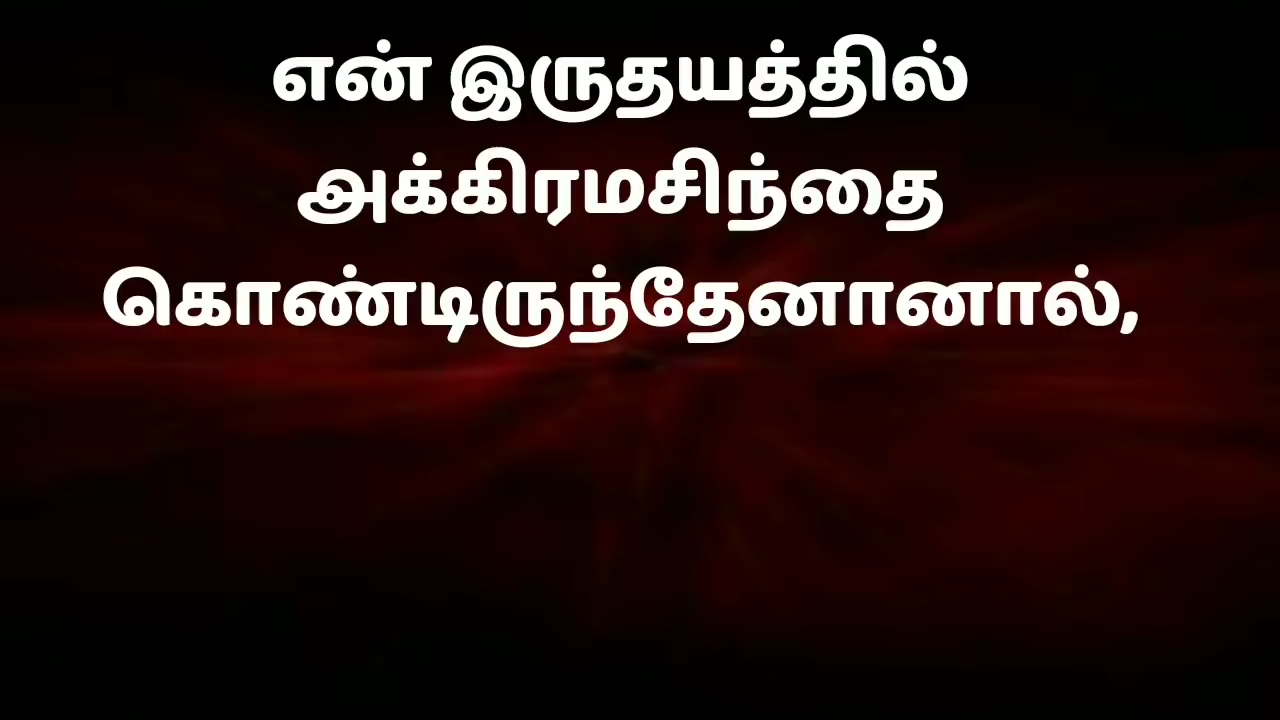 என் இருதயத்தில்
அக்கிரமசிந்தை
கொண்டிருந்தேனானால்,